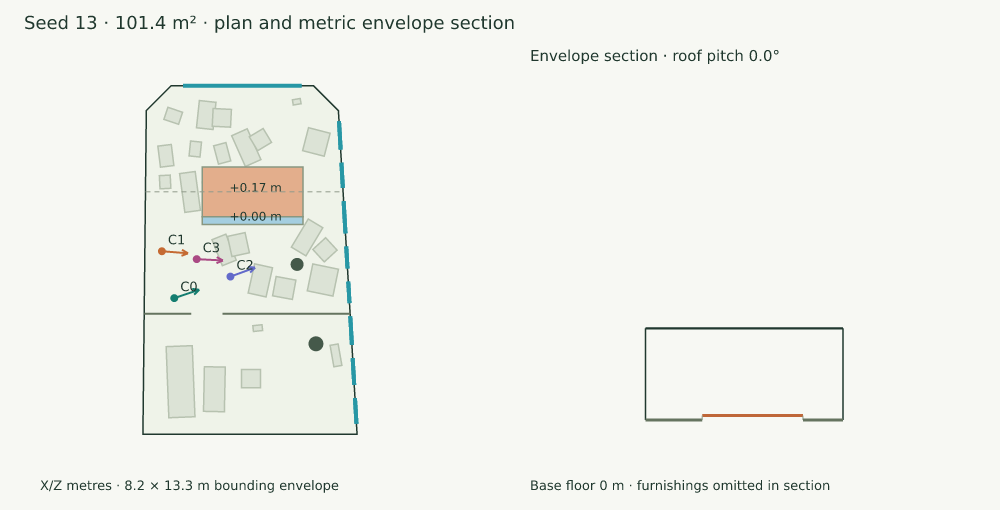 Seed 13 · 101.4 m² · plan and metric envelope section
Envelope section · roof pitch 0.0°
+0.17 m
+0.00 m
C1
C3
C2
C0
X/Z metres · 8.2 × 13.3 m bounding envelope
Base floor 0 m · furnishings omitted in section